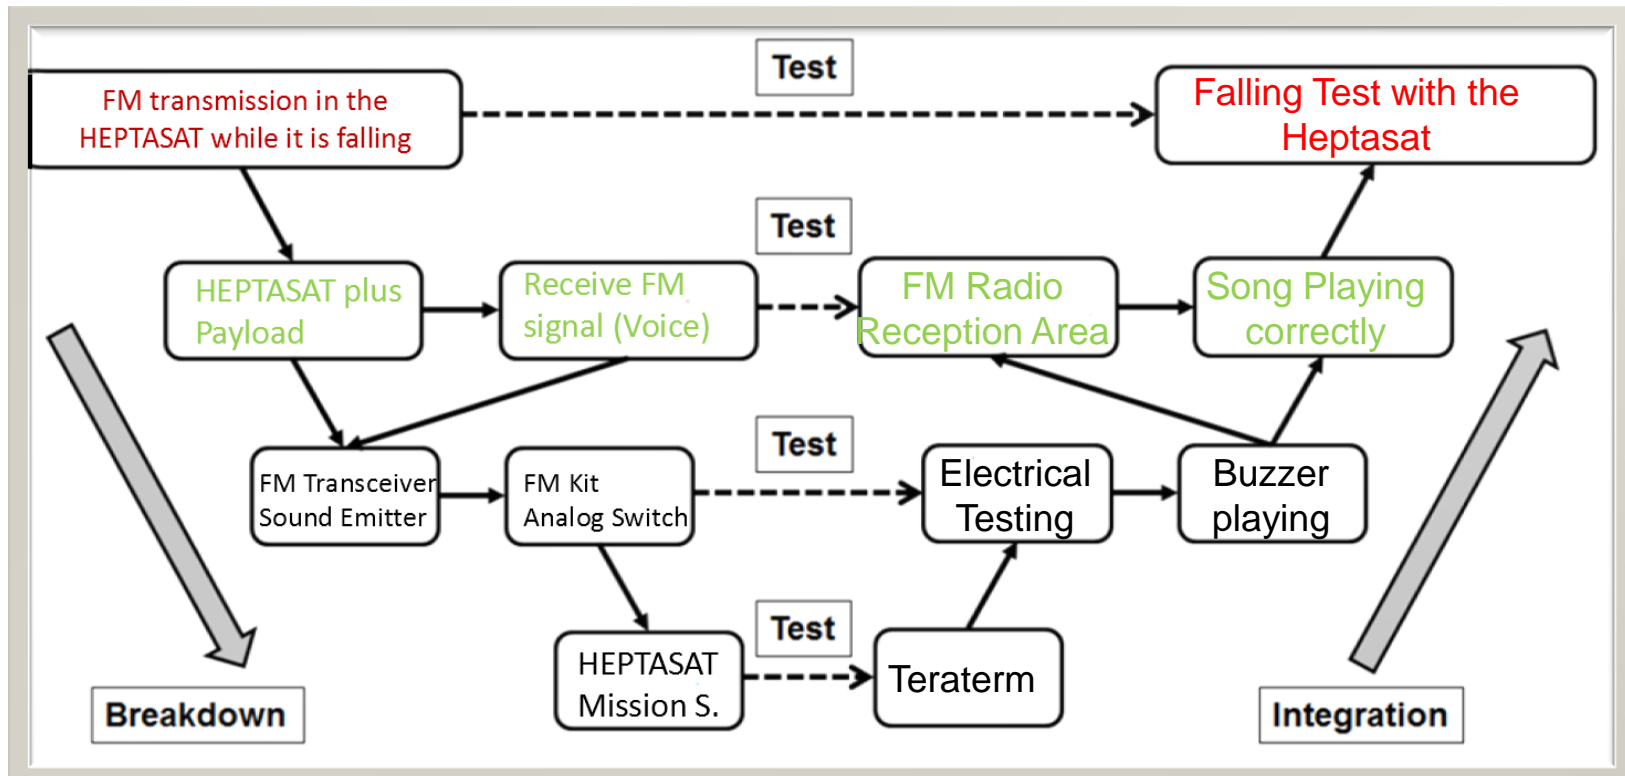 Test
FM transmission in the
HEPTASAT while it is falling
Falling Test with the
Heptasat
Test
HEPTASAT plus
Payload
Receive FM
signal (Voice)
FM Radio
Reception Area
Song Playing
correctly
Test
FM Transceiver
Sound Emitter
FM Kit
Analog Switch
Electrical
Testing
Buzzer
playing
Test
HEPTASAT
Mission S.
Teraterm
Breakdown
Integration